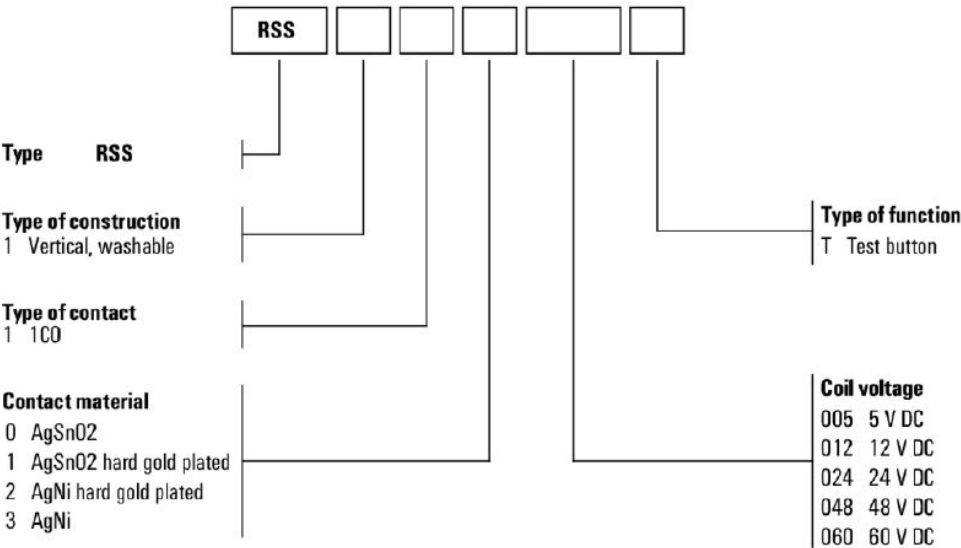 RSS
Type RSS
Type of construction
1 Vertical, washable
Type of contact
1 1CO
Contact material
0 AgSnO2
1 AgSnO2 hard gold plated
2 AgNi hard gold plated
3 AgNi
Type of function
T Test button
Coil voltage
005 5 V DC
012 12 V DC
024 24 V DC
048 48 V DC
060 60 V DC